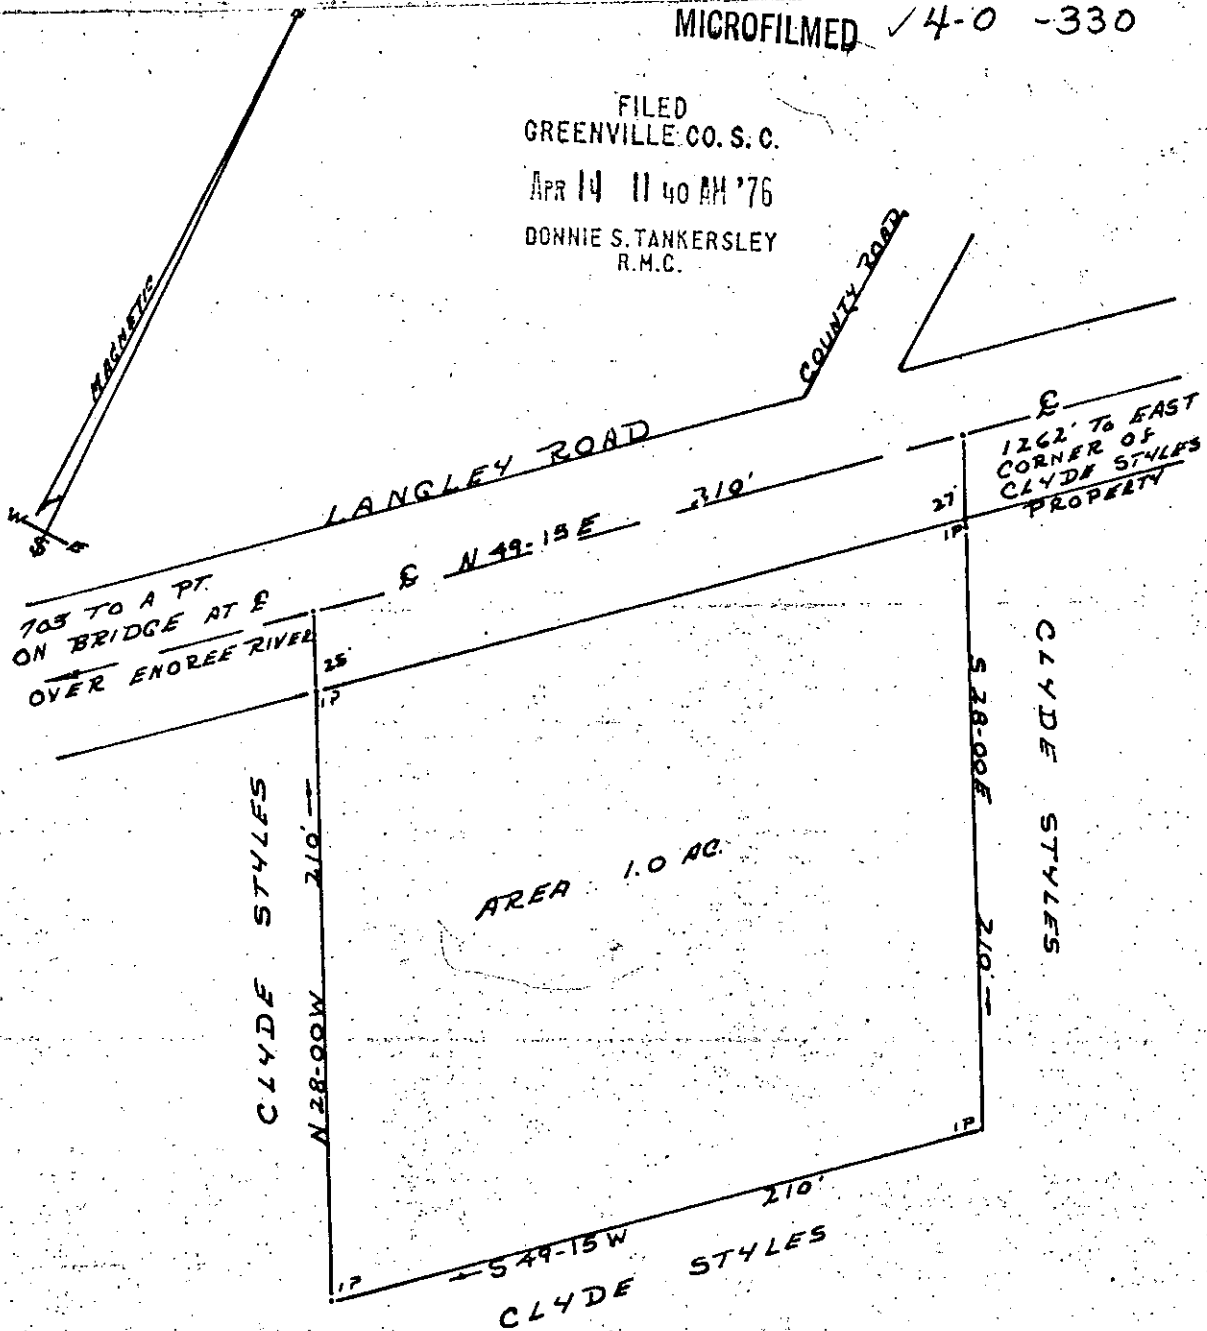 MICROFILMED ✓ 4-0 -330
FILED
GREENVILLE CO. S. C.
APR 14 11 40 AM '76
DONNIE S. TANKERSLEY
R.M.C.
MAGNETIC
COUNTY ROAD
W
S
E
LANGLEY ROAD
℄ N 49-15 E 210'
℄
1262' TO EAST
CORNER OF
CLYDE STYLES
PROPERTY
27'
IP
703 TO A PT.
ON BRIDGE AT ℄
OVER ENOREE RIVER
25'
IP
CLYDE STYLES
N 28-00W 210'
AREA 1.0 AC.
S 28-00E 210'
CLYDE STYLES
IP
IP
S 49-15 W 210'
CLYDE STYLES